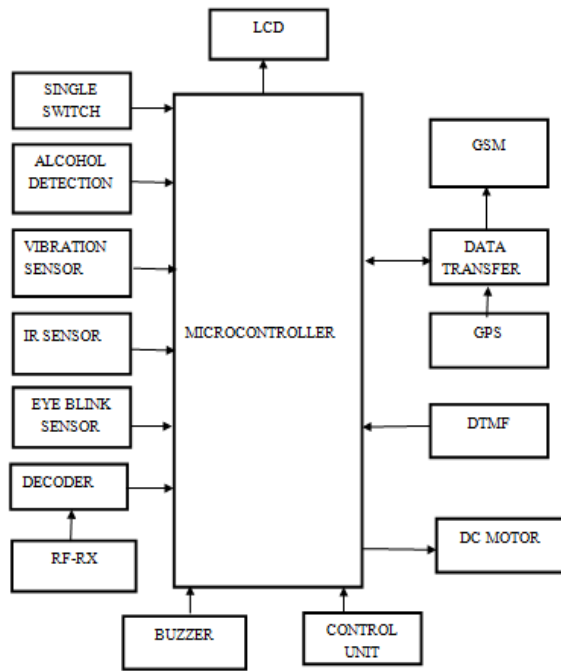 LCD
SINGLE
SWITCH
ALCOHOL
DETECTION
VIBRATION
SENSOR
IR SENSOR
EYE BLINK
SENSOR
DECODER
RF-RX
MICROCONTROLLER
GSM
DATA
TRANSFER
GPS
DTMF
DC MOTOR
BUZZER
CONTROL
UNIT